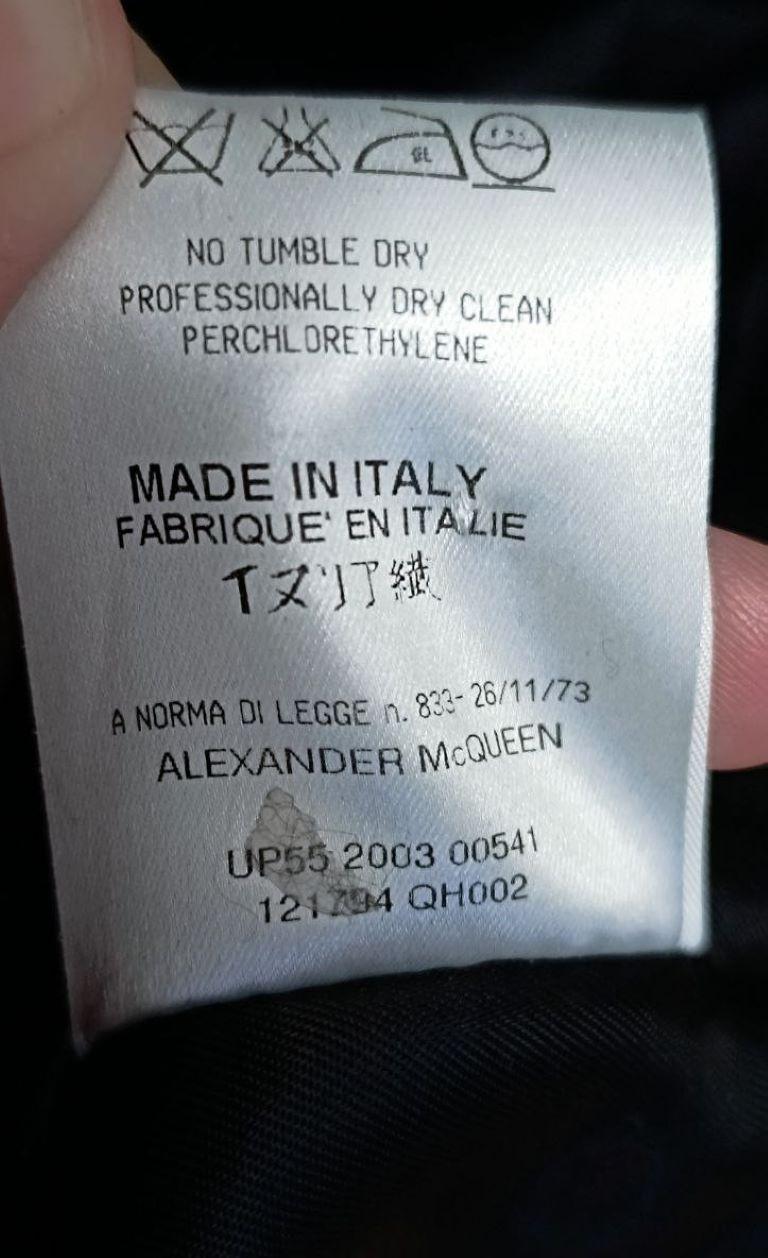 NO TUMBLE DRY
PROFESSIONALLY DRY CLEAN
PERCHLORETHYLENE
MADE IN ITALY
FABRIQUE' EN ITALIE
A NORMA DI LEGGE n. 833- 26/11/73
ALEXANDER McQUEEN
UP55 2003 00541
121794 QH002